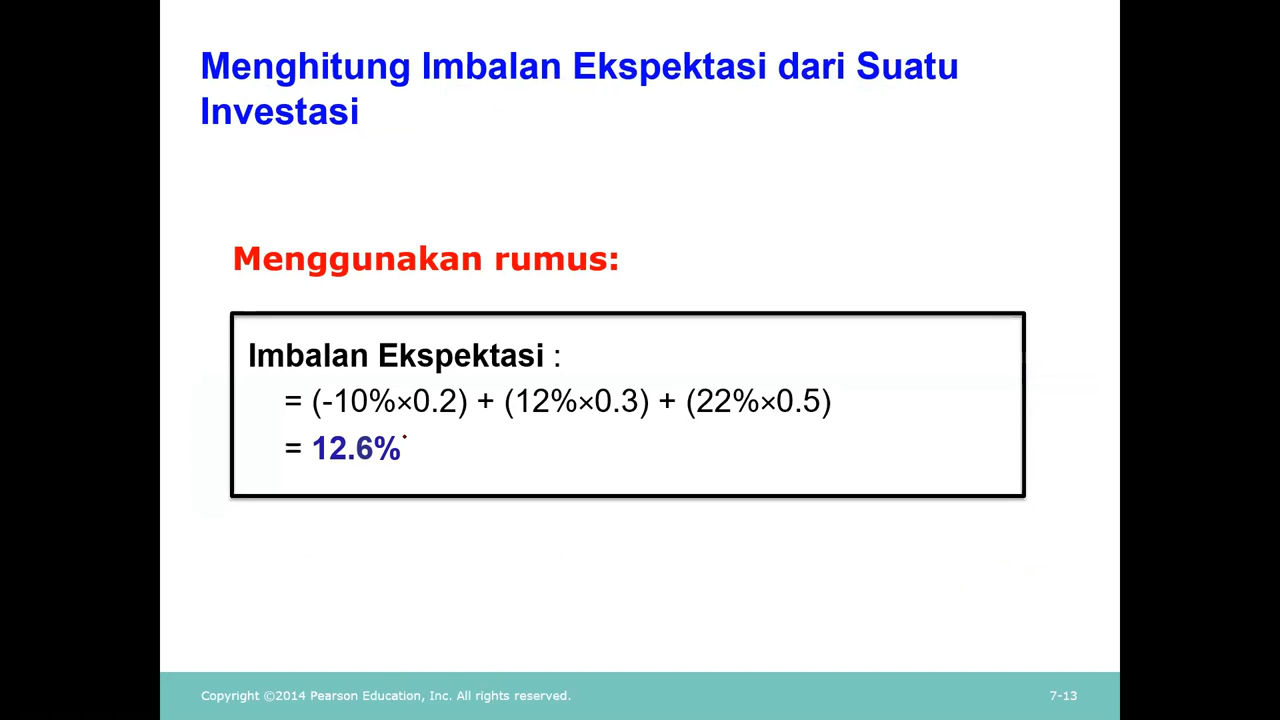 Menghitung Imbalan Ekspektasi dari Suatu
Investasi
Menggunakan rumus:
Imbalan Ekspektasi :
= (-10%×0.2) + (12%×0.3) + (22%×0.5)
= 12.6%
Copyright ©2014 Pearson Education, Inc. All rights reserved.
7-13